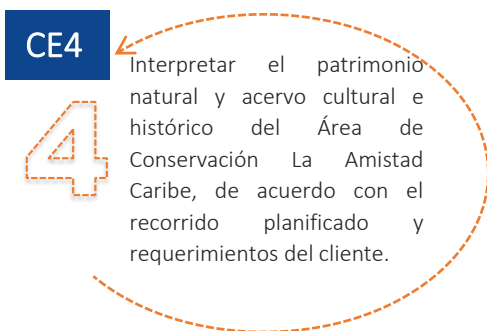 CE4
4
Interpretar el patrimonio
natural y acervo cultural e
histórico del Área de
Conservación La Amistad
Caribe, de acuerdo con el
recorrido planificado y
requerimientos del cliente.